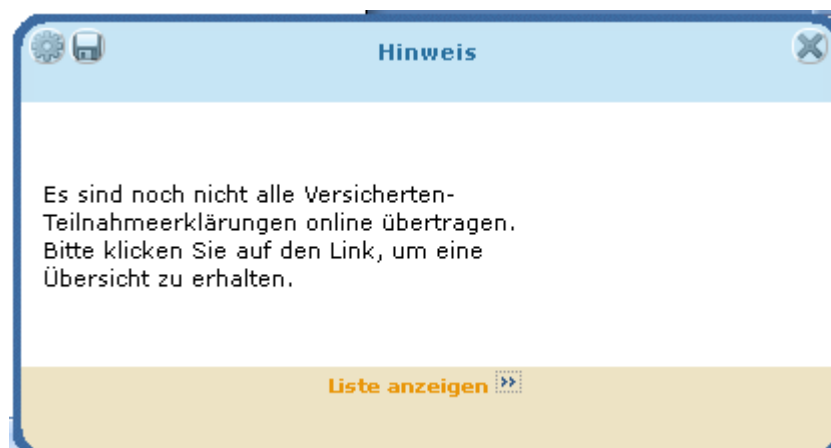 Hinweis
Es sind noch nicht alle Versicherten-
Teilnahmeerklärungen online übertragen.
Bitte klicken Sie auf den Link, um eine
Übersicht zu erhalten.
Liste anzeigen